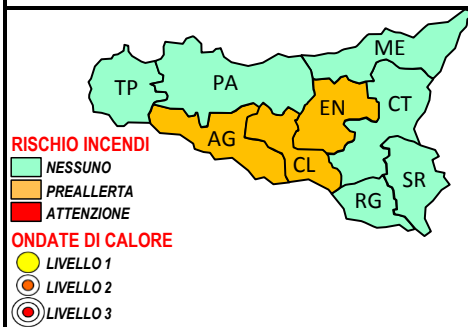 ME
TP
PA
CT
EN
AG
CL
SR
RG
RISCHIO INCENDI
NESSUNO
PREALLERTA
ATTENZIONE
ONDATE DI CALORE
LIVELLO 1
LIVELLO 2
LIVELLO 3